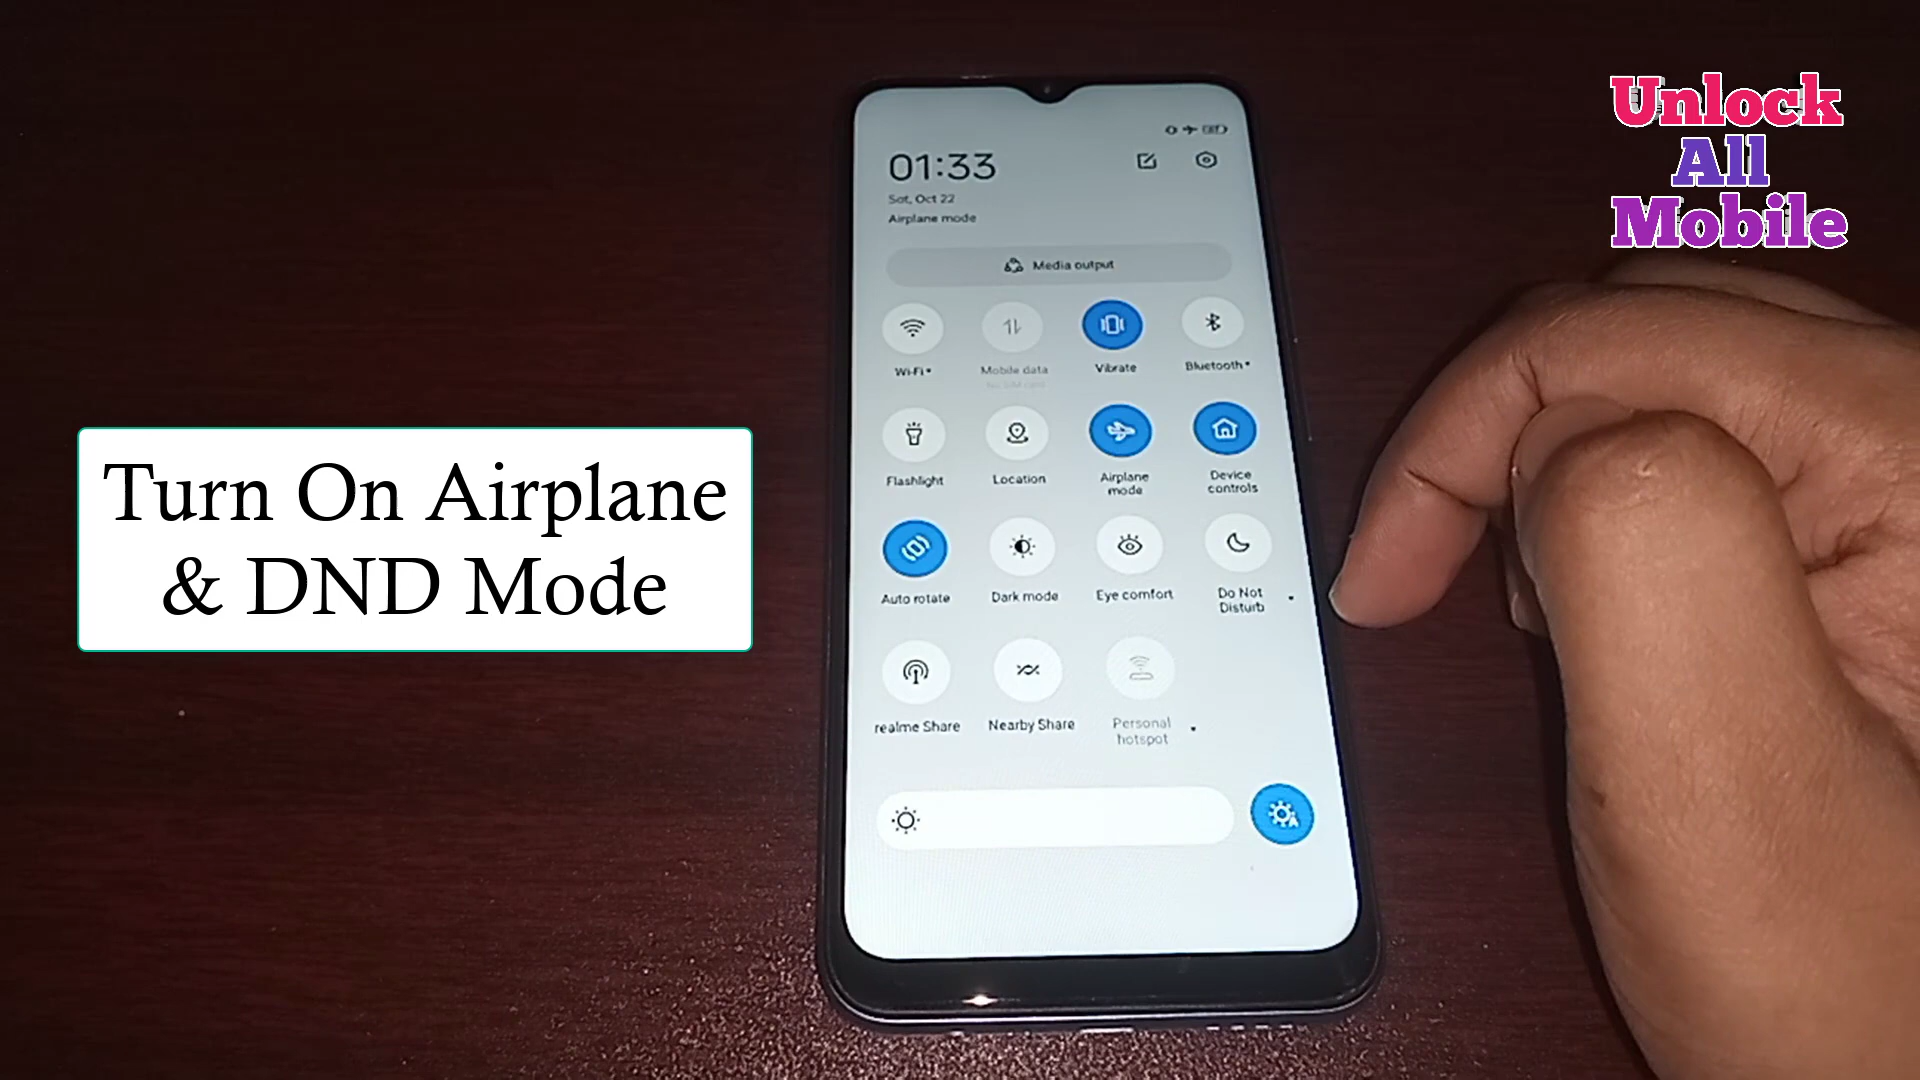 Unlock
All
Mobile
01:33
Sat, Oct 22
Airplane mode
Media output
Wi-Fi
Mobile data
Vibrate
Bluetooth
Flashlight
Location
Airplane
mode
Device
controls
Turn On Airplane
& DND Mode
Auto rotate
Dark mode
Eye comfort
Do Not
Disturb
realme Share
Nearby Share
Personal
hotspot